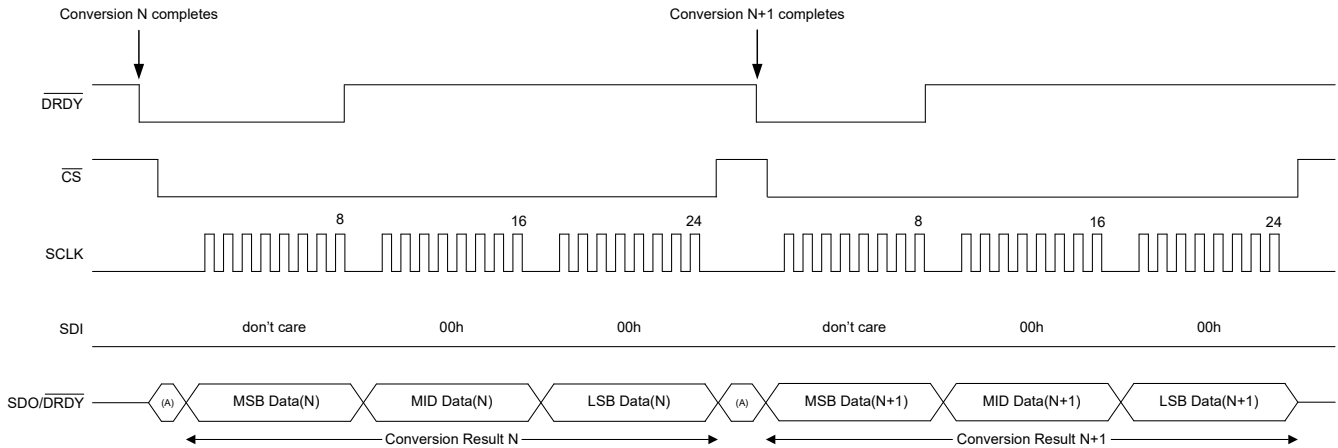 Conversion N completes
Conversion N+1 completes
DRDY
CS
8
16
24
8
16
24
SCLK
SDI
don't care
00h
00h
don't care
00h
00h
SDO/DRDY
(A)
MSB Data(N)
MID Data(N)
LSB Data(N)
(A)
MSB Data(N+1)
MID Data(N+1)
LSB Data(N+1)
Conversion Result N
Conversion Result N+1